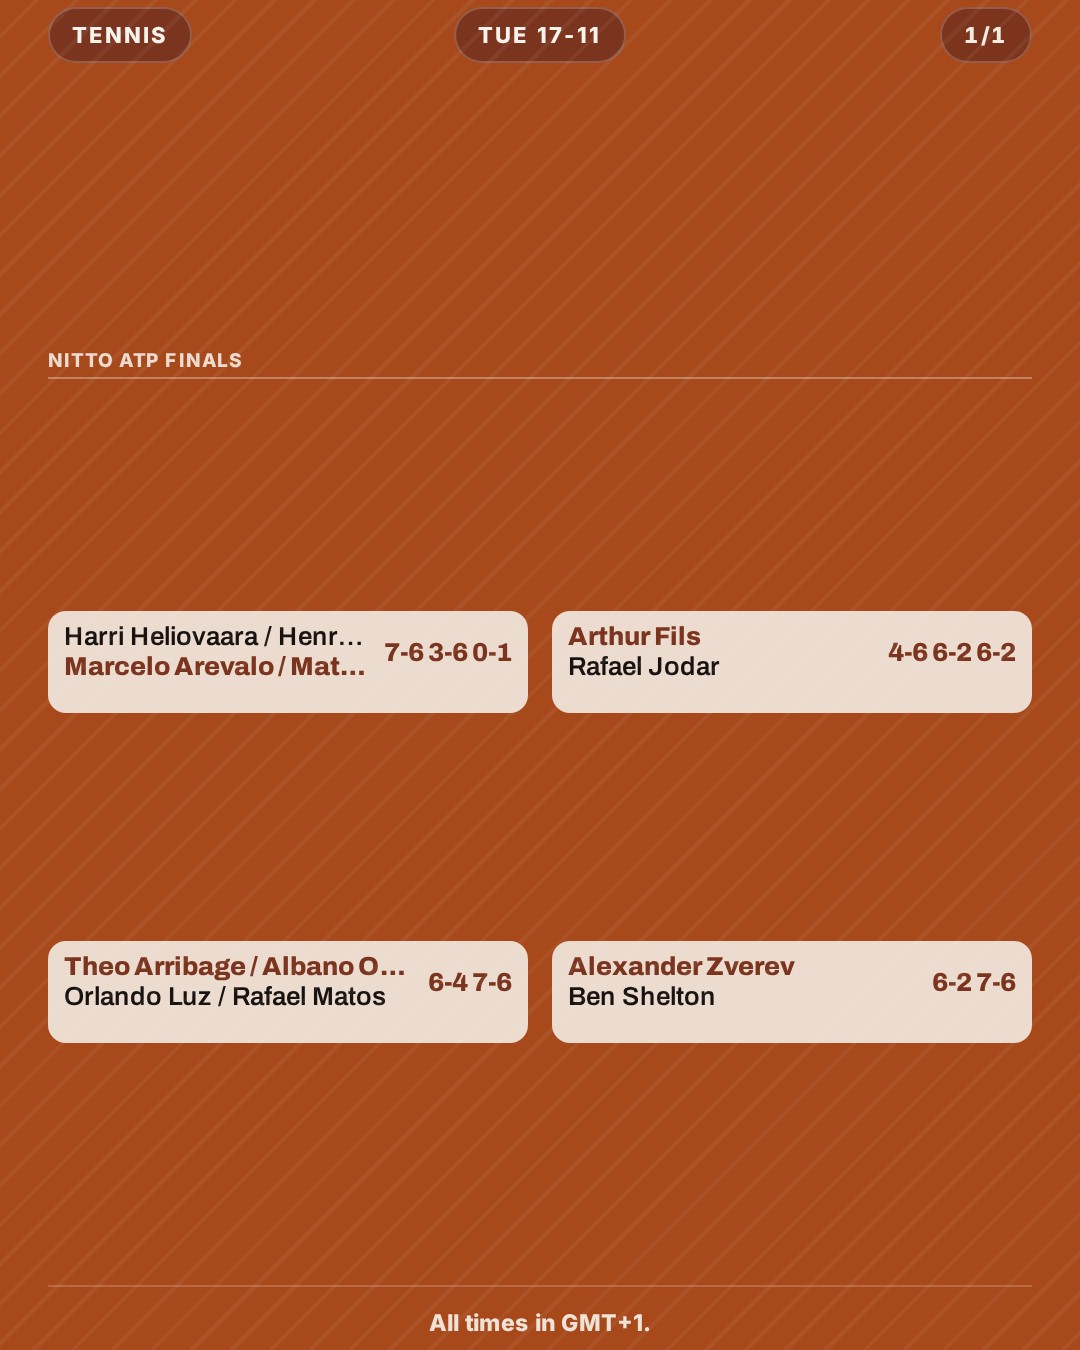 TENNIS
TUE 17-11
1/1
NITTO ATP FINALS
Harri Heliovaara / Henr...
Marcelo Arevalo / Mat...
7-6 3-6 0-1
Arthur Fils
Rafael Jodar
4-6 6-2 6-2
Theo Arribage / Albano O...
Orlando Luz / Rafael Matos
6-4 7-6
Alexander Zverev
Ben Shelton
6-2 7-6
All times in GMT+1.